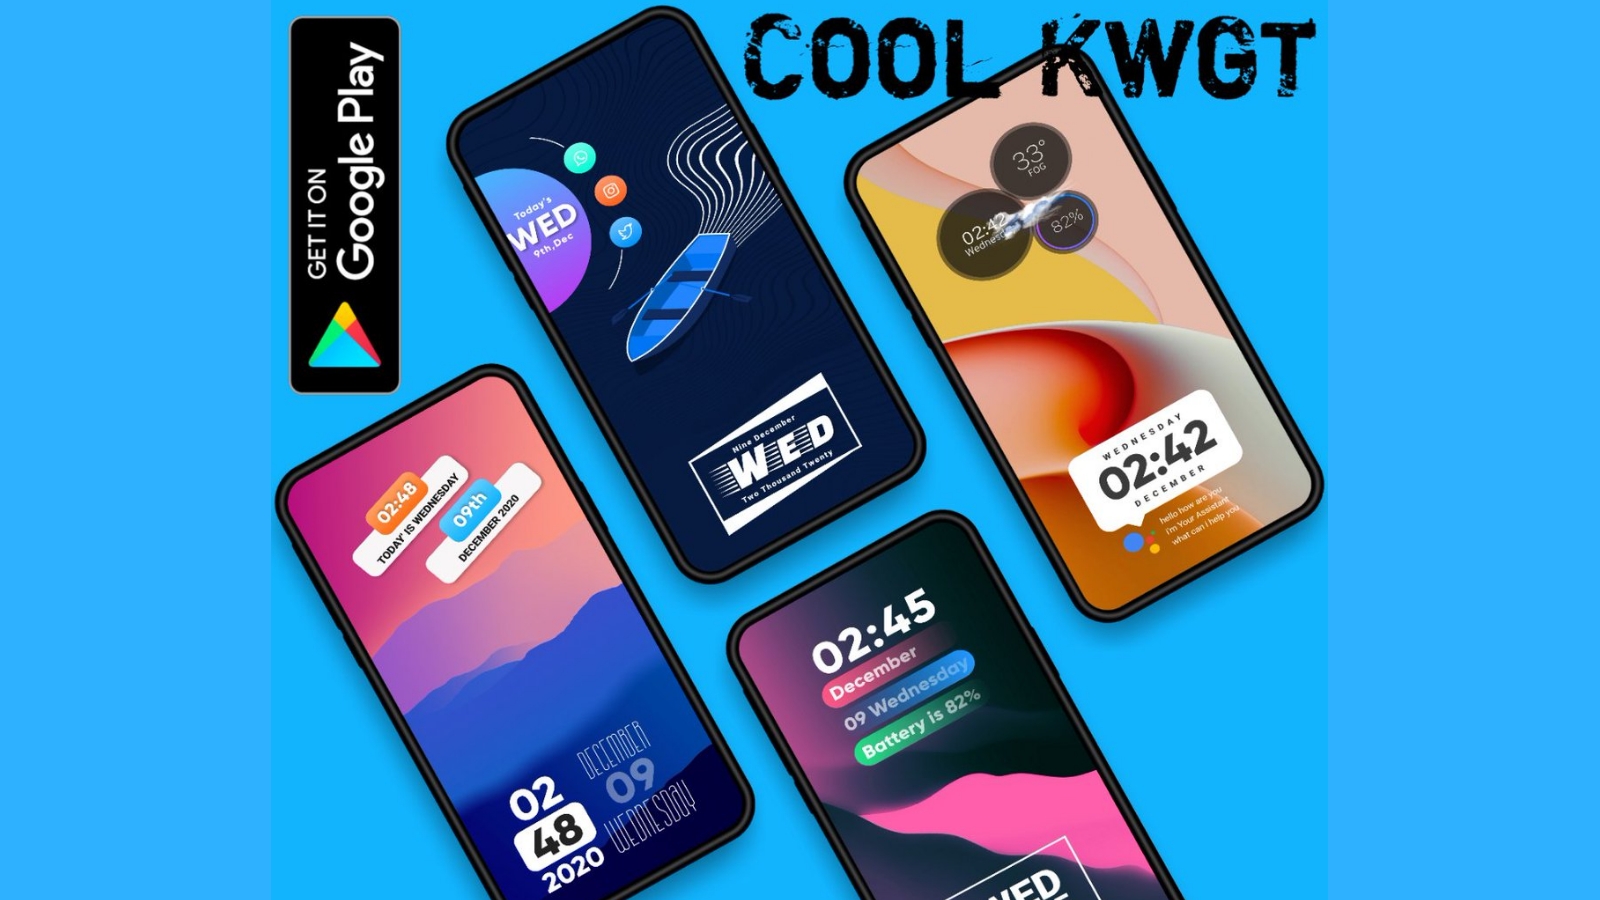 COOL KWGT
GET IT ON
Google Play
Today's
WED
9th,Dec
Nine December
WED
Two Thousand Twenty
33°
FOG
02:42
Wednesday
82%
WEDNESDAY
02:42
DECEMBER
hello how are you
i'm Your Assistant
what can i help you
02:48
TODAY' IS WEDNESDAY
09th
DECEMBER 2020
02
48
2020
DECEMBER
09
WEDNESDAY
02:45
December
09 Wednesday
Battery is 82%
WED